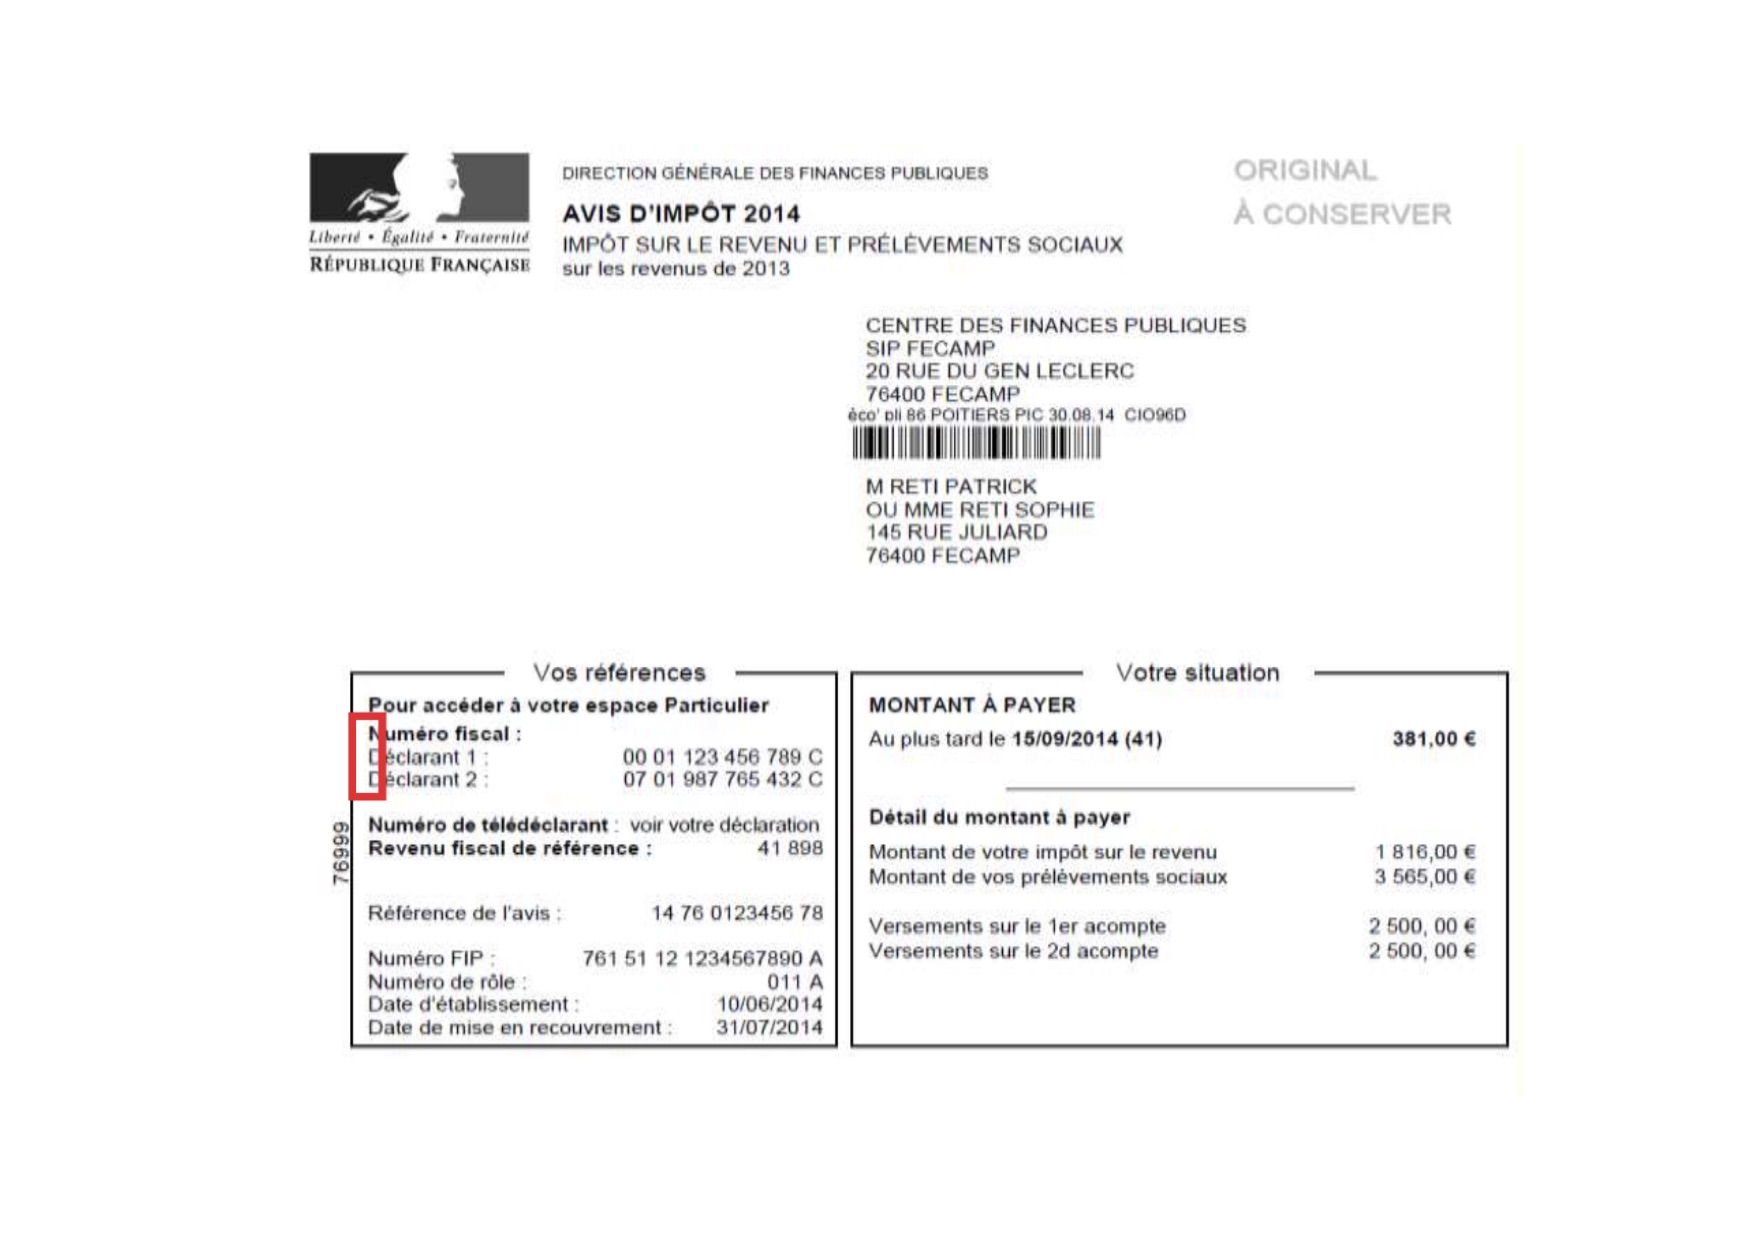 Liberté • Égalité • Fraternité
RÉPUBLIQUE FRANÇAISE
DIRECTION GÉNÉRALE DES FINANCES PUBLIQUES
AVIS D'IMPÔT 2014
IMPÔT SUR LE REVENU ET PRÉLÈVEMENTS SOCIAUX
sur les revenus de 2013
ORIGINAL
À CONSERVER
CENTRE DES FINANCES PUBLIQUES
SIP FECAMP
20 RUE DU GEN LECLERC
76400 FECAMP
éco' pli 86 POITIERS PIC 30.08.14 CIO96D
M RETI PATRICK
OU MME RETI SOPHIE
145 RUE JULIARD
76400 FECAMP
Vos références
Pour accéder à votre espace Particulier
Numéro fiscal :
Déclarant 1 : 00 01 123 456 789 C
Déclarant 2 : 07 01 987 765 432 C
Numéro de télédéclarant : voir votre déclaration
Revenu fiscal de référence : 41 898
Référence de l'avis : 14 76 0123456 78
Numéro FIP : 761 51 12 1234567890 A
Numéro de rôle : 011 A
Date d'établissement : 10/06/2014
Date de mise en recouvrement : 31/07/2014
76999
Votre situation
MONTANT À PAYER
Au plus tard le 15/09/2014 (41) 381,00 €
Détail du montant à payer
Montant de votre impôt sur le revenu 1 816,00 €
Montant de vos prélèvements sociaux 3 565,00 €
Versements sur le 1er acompte 2 500, 00 €
Versements sur le 2d acompte 2 500, 00 €